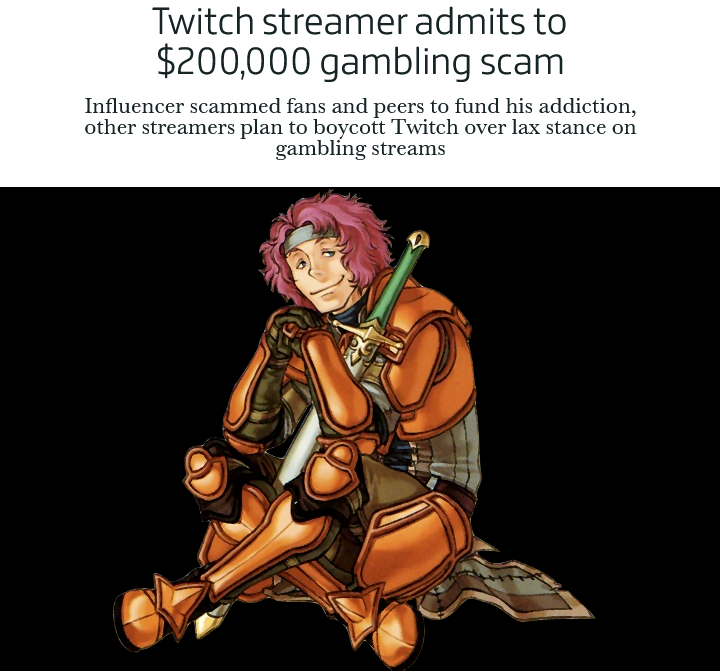 Twitch streamer admits to
$200,000 gambling scam
Influencer scammed fans and peers to fund his addiction,
other streamers plan to boycott Twitch over lax stance on
gambling streams